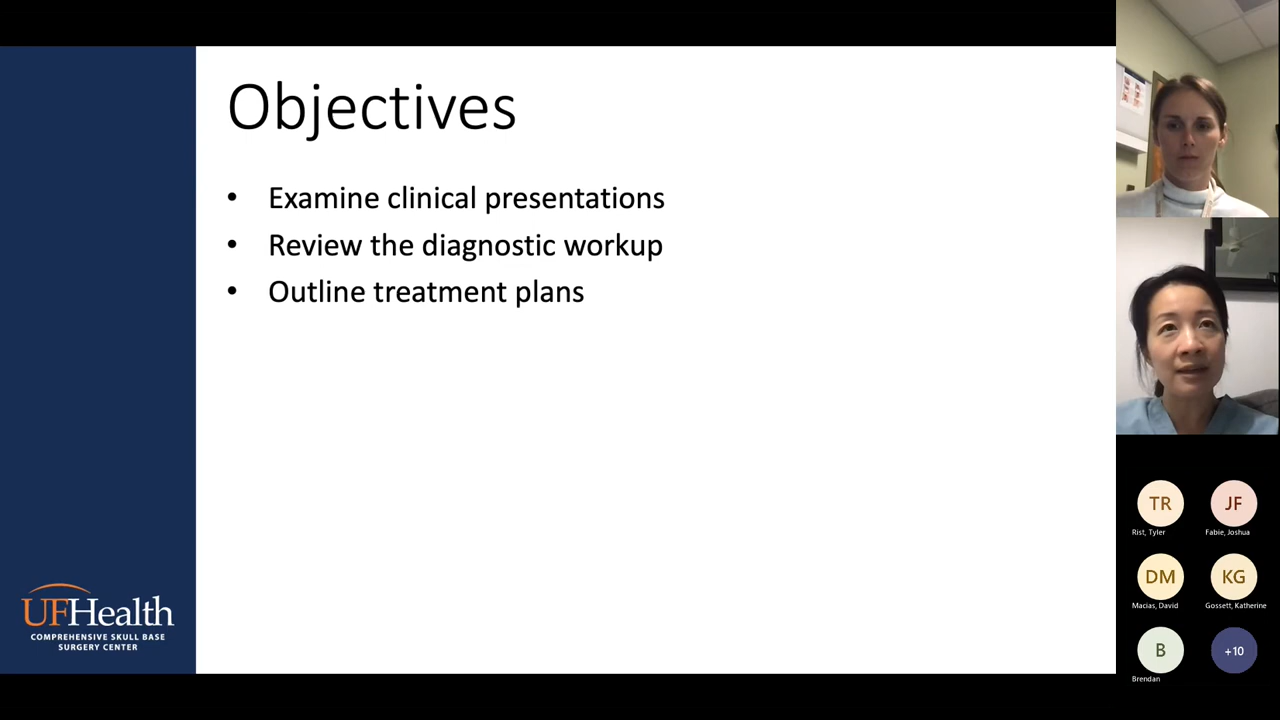 Objectives
• Examine clinical presentations
• Review the diagnostic workup
• Outline treatment plans
UFHealth
COMPREHENSIVE SKULL BASE
SURGERY CENTER
TR
Rist, Tyler
JF
Fabie, Joshua
DM
Macias, David
KG
Gossett, Katherine
B
Brendan
+10